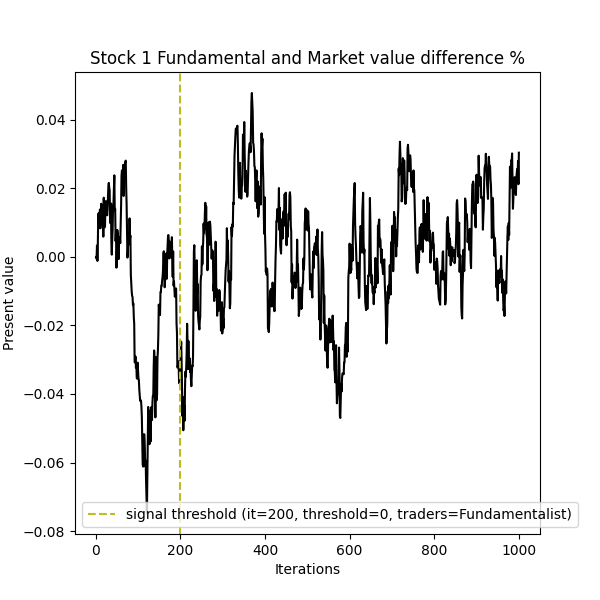 Stock 1 Fundamental and Market value difference %
0.04
0.02
0.00
−0.02
−0.04
−0.06
−0.08
Present value
signal threshold (it=200, threshold=0, traders=Fundamentalist)
0 200 400 600 800 1000
Iterations